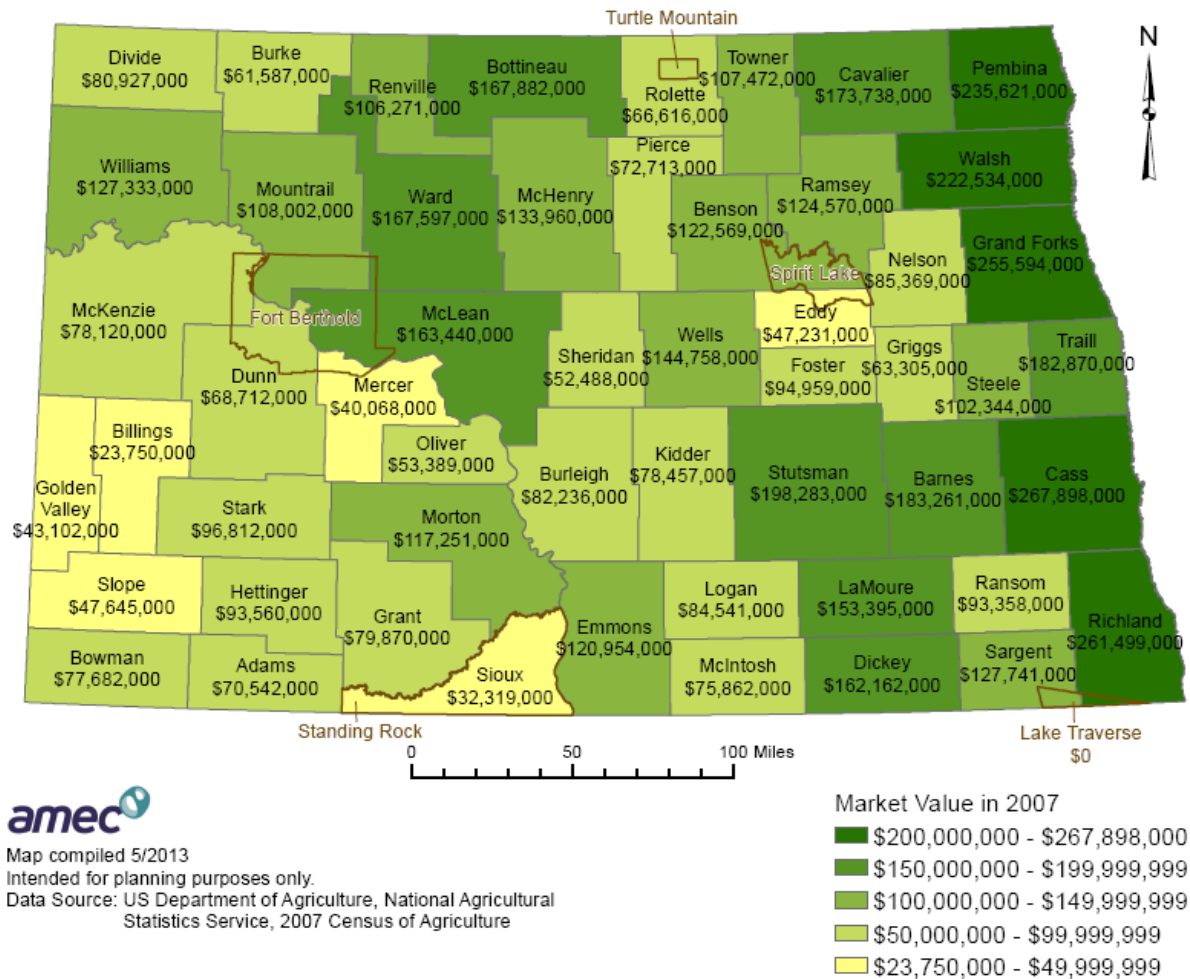 Turtle Mountain
N
Divide
$80,927,000
Burke
$61,587,000
Renville
$106,271,000
Bottineau
$167,882,000
Rolette
$66,616,000
Towner
$107,472,000
Cavalier
$173,738,000
Pembina
$235,621,000
Williams
$127,333,000
Mountrail
$108,002,000
Ward
$167,597,000
McHenry
$133,960,000
Pierce
$72,713,000
Benson
$122,569,000
Ramsey
$124,570,000
Walsh
$222,534,000
Spirit Lake
Nelson
$85,369,000
Grand Forks
$255,594,000
McKenzie
$78,120,000
Fort Berthold
McLean
$163,440,000
Sheridan
$52,488,000
Wells
$144,758,000
Eddy
$47,231,000
Foster
$94,959,000
Griggs
$63,305,000
Steele
$102,344,000
Traill
$182,870,000
Dunn
$68,712,000
Mercer
$40,068,000
Billings
$23,750,000
Golden
Valley
$43,102,000
Oliver
$53,389,000
Burleigh
$82,236,000
Kidder
$78,457,000
Stutsman
$198,283,000
Barnes
$183,261,000
Cass
$267,898,000
Stark
$96,812,000
Morton
$117,251,000
Slope
$47,645,000
Hettinger
$93,560,000
Grant
$79,870,000
Emmons
$120,954,000
Logan
$84,541,000
LaMoure
$153,395,000
Ransom
$93,358,000
Richland
$261,499,000
Bowman
$77,682,000
Adams
$70,542,000
Sioux
$32,319,000
McIntosh
$75,862,000
Dickey
$162,162,000
Sargent
$127,741,000
Standing Rock
Lake Traverse
$0
0 50 100 Miles
amec
Map compiled 5/2013
Intended for planning purposes only.
Data Source: US Department of Agriculture, National Agricultural
Statistics Service, 2007 Census of Agriculture
Market Value in 2007
$200,000,000 - $267,898,000
$150,000,000 - $199,999,999
$100,000,000 - $149,999,999
$50,000,000 - $99,999,999
$23,750,000 - $49,999,999